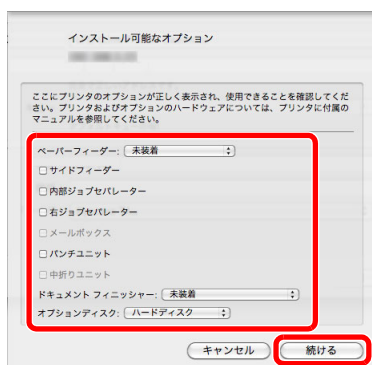 インストール可能なオプション
ここにプリンタのオプションが正しく表示され、使用できることを確認してくだ
さい。プリンタおよびオプションのハードウェアについては、プリンタに付属の
マニュアルを参照してください。
ペーパーフィーダー: 未装着
サイドフィーダー
内部ジョブセパレーター
右ジョブセパレーター
メールボックス
パンチユニット
中折りユニット
ドキュメント フィニッシャー: 未装着
オプションディスク: ハードディスク
キャンセル 続ける